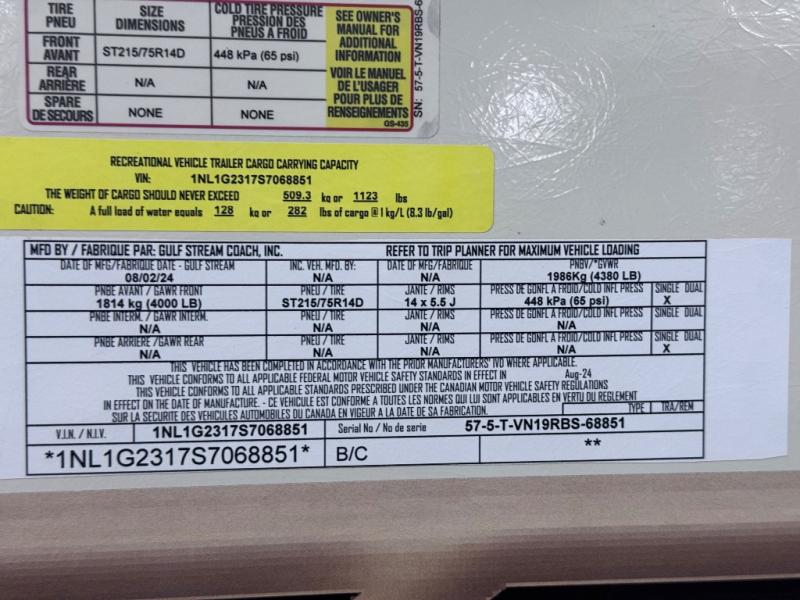 TIRE SIZE COLD TIRE PRESSURE SEE OWNER'S
PNEU DIMENSIONS PRESSION DES MANUAL FOR
PNEUS A FROID ADDITIONAL
FRONT ST215/75R14D 448 kPa (65 psi) INFORMATION
AVANT
REAR N/A N/A VOIR LE MANUEL
ARRIÈRE DE L'USAGER
SPARE NONE NONE POUR PLUS DE
DE SECOURS RENSEIGNEMENTS
GS-435
SN: 57-5-T-VN19RBS-6
RECREATIONAL VEHICLE TRAILER CARGO CARRYING CAPACITY
VIN: 1NL1G2317S7068851
THE WEIGHT OF CARGO SHOULD NEVER EXCEED 509.3 kg or 1123 lbs
CAUTION: A full load of water equals 128 kg or 282 lbs of cargo @ 1 kg/L (8.3 lb/gal)
MFD BY / FABRIQUE PAR: GULF STREAM COACH, INC. REFER TO TRIP PLANNER FOR MAXIMUM VEHICLE LOADING
DATE OF MFG/FABRIQUE DATE - GULF STREAM INC. VEH. MFG. BY: DATE OF MFG/FABRIQUE PNBV/*GVWR
08/02/24 N/A N/A 1986Kg (4380 LB)
PNBE AVANT / GAWR FRONT PNEU / TIRE JANTE / RIMS PRESS DE GONFL A FROID/COLD INFL PRESS SINGLE DUAL
1814 kg (4000 LB) ST215/75R14D 14 x 5.5 J 448 kPa (65 psi) X
PNBE INTERM. / GAWR INTERM. PNEU / TIRE JANTE / RIMS PRESS DE GONFL A FROID/COLD INFL PRESS SINGLE DUAL
N/A N/A N/A N/A
PNBE ARRIERE / GAWR REAR PNEU / TIRE JANTE / RIMS PRESS DE GONFL A FROID/COLD INFL PRESS SINGLE DUAL
N/A N/A N/A N/A X
THIS VEHICLE HAS BEEN COMPLETED IN ACCORDANCE WITH THE PRIOR MANUFACTURERS' IVD WHERE APPLICABLE.
THIS VEHICLE CONFORMS TO ALL APPLICABLE FEDERAL MOTOR VEHICLE SAFETY STANDARDS IN EFFECT IN Aug-24
THIS VEHICLE CONFORMS TO ALL APPLICABLE STANDARDS PRESCRIBED UNDER THE CANADIAN MOTOR VEHICLE SAFETY REGULATIONS
IN EFFECT ON THE DATE OF MANUFACTURE - CE VEHICULE EST CONFORME A TOUTES LES NORMES QUI LUI SONT APPLICABLES EN VERTU DU REGLEMENT
SUR LA SECURITE DES VEHICULES AUTOMOBILES DU CANADA EN VIGEUR A LA DATE DE SA FABRICATION. TYPE TRA/REM
V.I.N. / N.I.V. 1NL1G2317S7068851 Serial No / No de serie 57-5-T-VN19RBS-68851
*1NL1G2317S7068851* B/C **